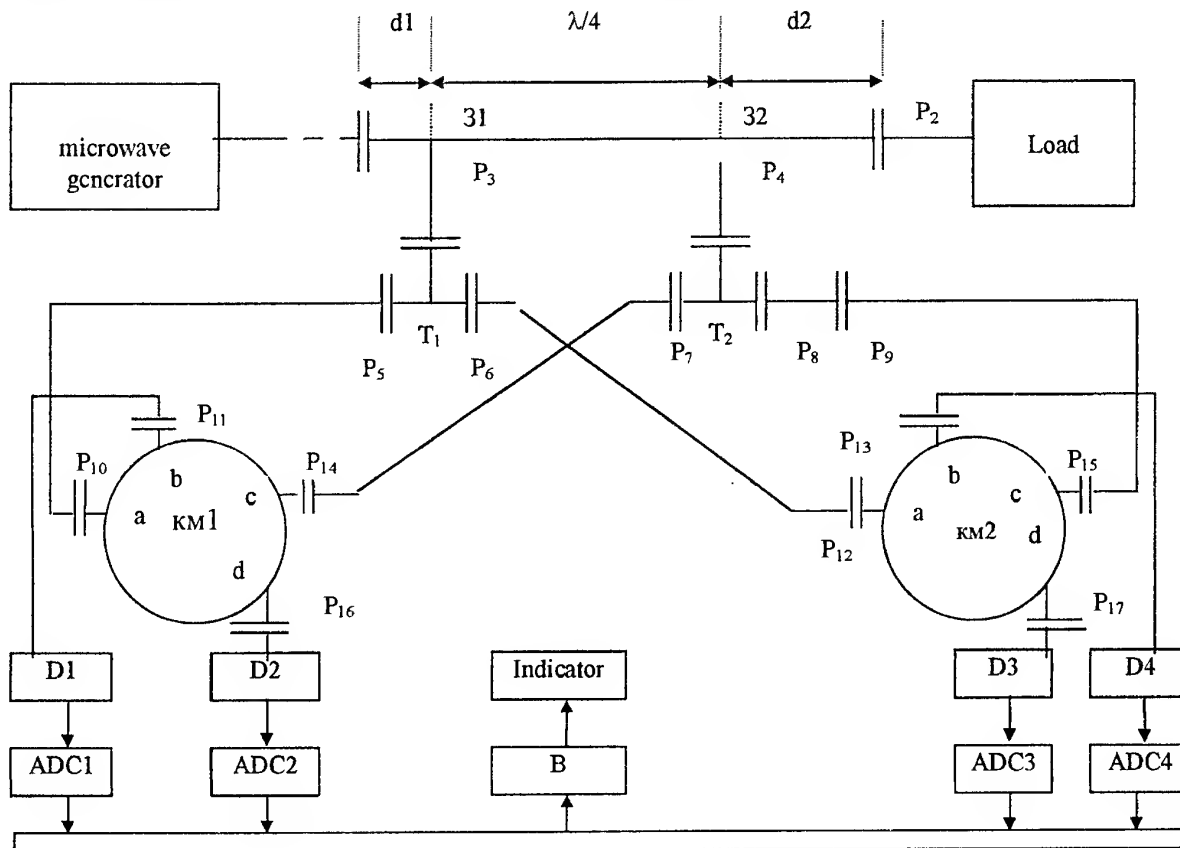 d1 λ/4 d2
31 32 P₂
microwave
generator
Load
P₃ P₄
T₁ T₂
P₅ P₆ P₇ P₈ P₉
P₁₁ P₁₃
P₁₀ P₁₄ P₁₅
b b
c c
a км1 a км2
d d
P₁₂
P₁₆ P₁₇
D1 D2 Indicator D3 D4
ADC1 ADC2 B ADC3 ADC4